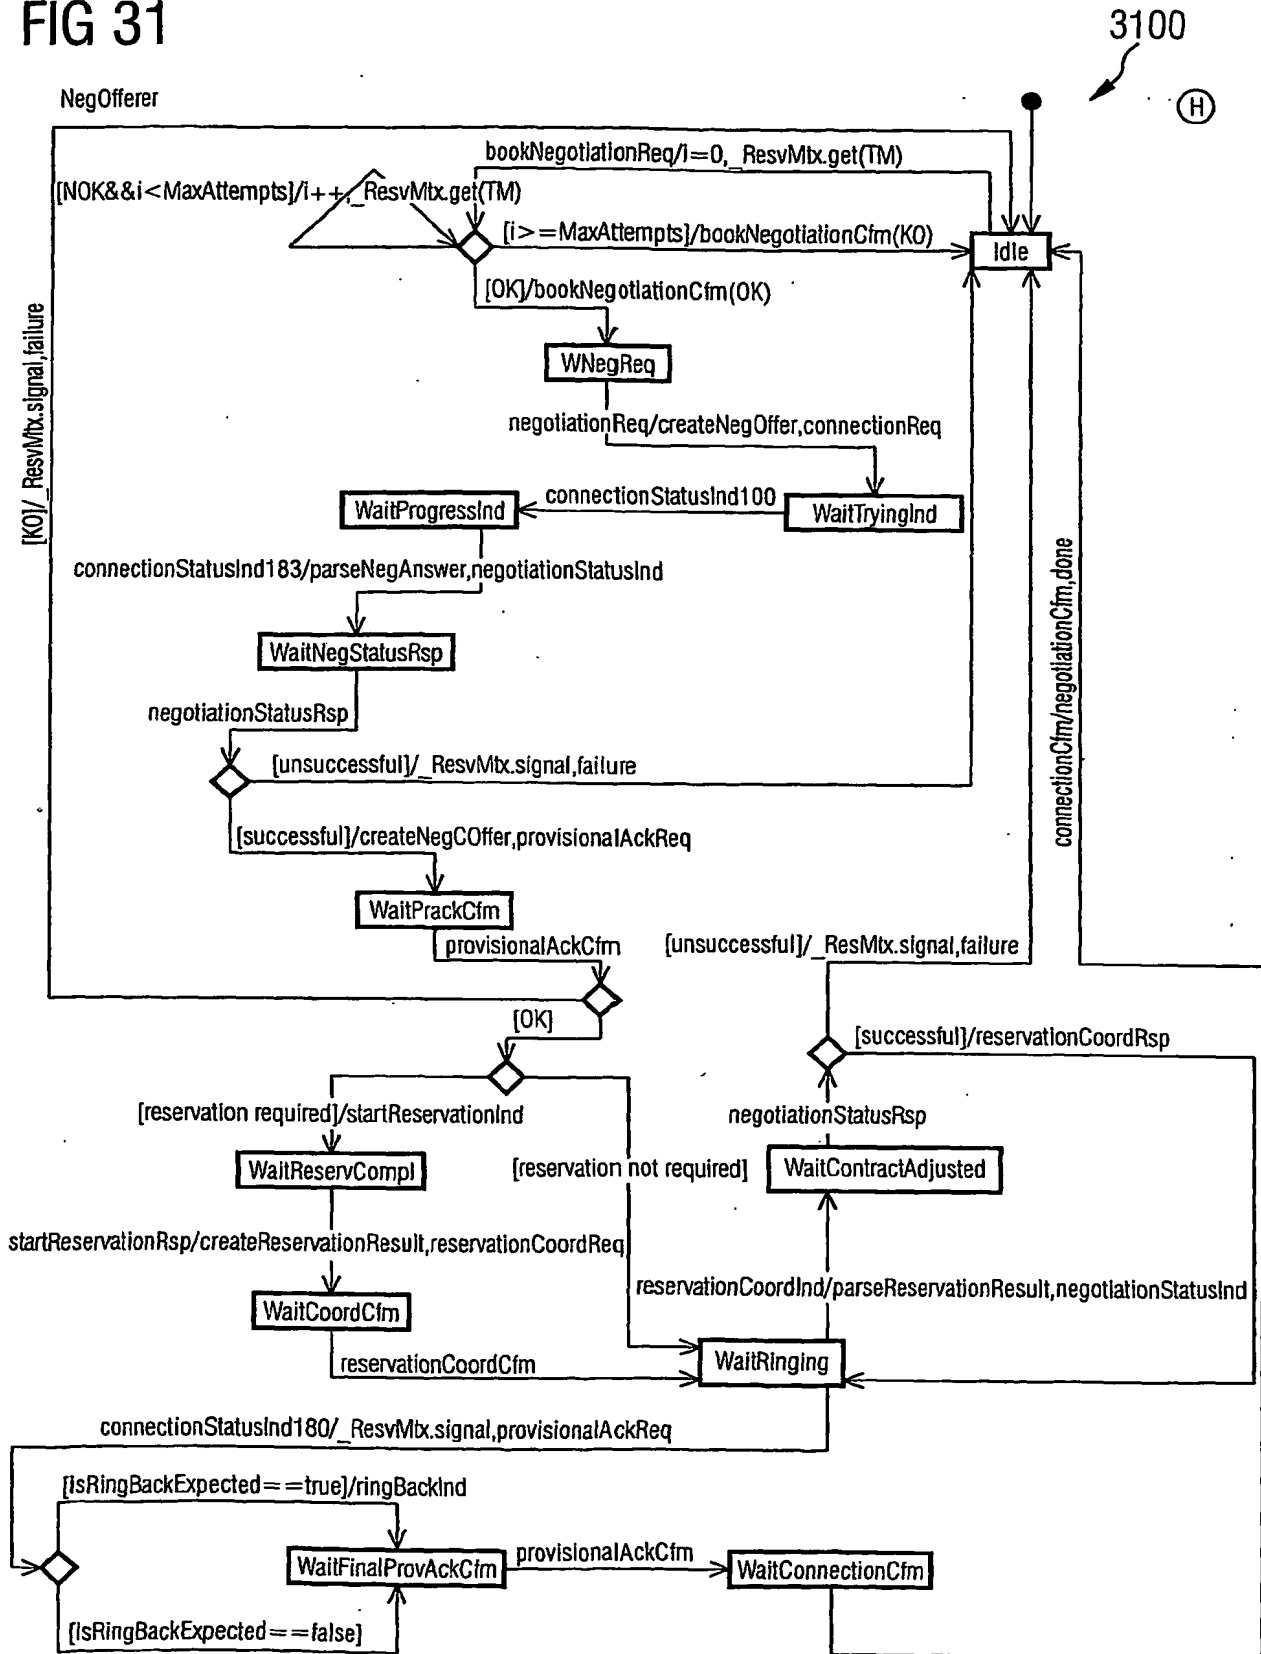 FIG 31
3100
NegOfferer
H
bookNegotiationReq/i=0,_ResvMtx.get(TM)
[NOK&&i<MaxAttempts]/i++,_ResvMtx.get(TM)
[i>=MaxAttempts]/bookNegotiationCfm(KO)
Idle
[OK]/bookNegotiationCfm(OK)
[KO]/_ResvMtx.signal,failure
WNegReq
negotiationReq/createNegOffer,connectionReq
connectionStatusInd100
WaitProgressInd
WaitTryingInd
connectionStatusInd183/parseNegAnswer,negotiationStatusInd
connectionCfm/negotiationCfm,done
WaitNegStatusRsp
negotiationStatusRsp
[unsuccessful]/_ResvMtx.signal,failure
[successful]/createNegCOffer,provisionalAckReq
WaitPrackCfm
provisionalAckCfm
[unsuccessful]/_ResMtx.signal,failure
[OK]
[successful]/reservationCoordRsp
[reservation required]/startReservationInd
negotiationStatusRsp
WaitReservCompl
[reservation not required]
WaitContractAdjusted
startReservationRsp/createReservationResult,reservationCoordReq
reservationCoordInd/parseReservationResult,negotiationStatusInd
WaitCoordCfm
reservationCoordCfm
WaitRinging
connectionStatusInd180/_ResvMtx.signal,provisionalAckReq
[isRingBackExpected==true]/ringBackInd
WaitFinalProvAckCfm
provisionalAckCfm
WaitConnectionCfm
[isRingBackExpected==false]